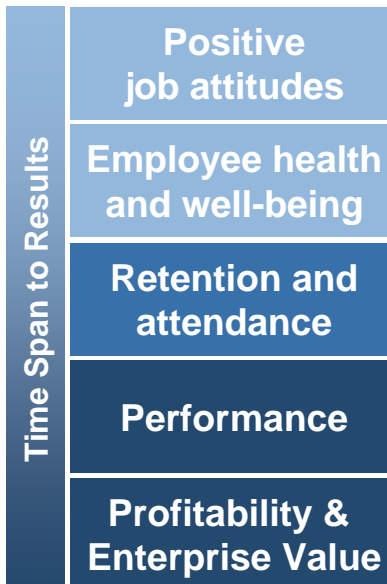 Time Span to Results
Positive
job attitudes
Employee health
and well-being
Retention and
attendance
Performance
Profitability &
Enterprise Value